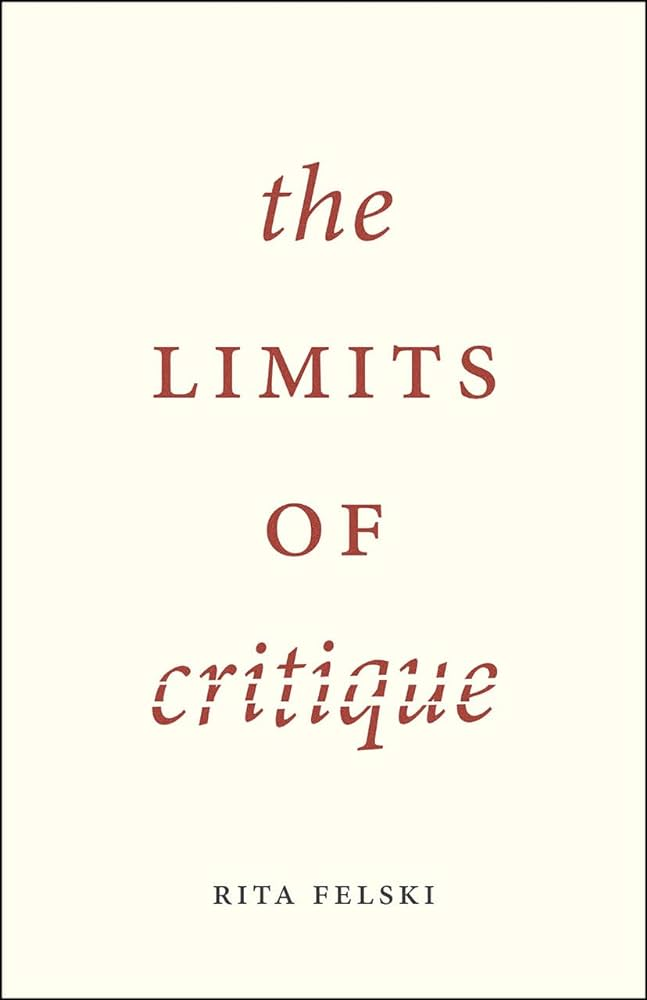 the
LIMITS
OF
critique
RITA FELSKI